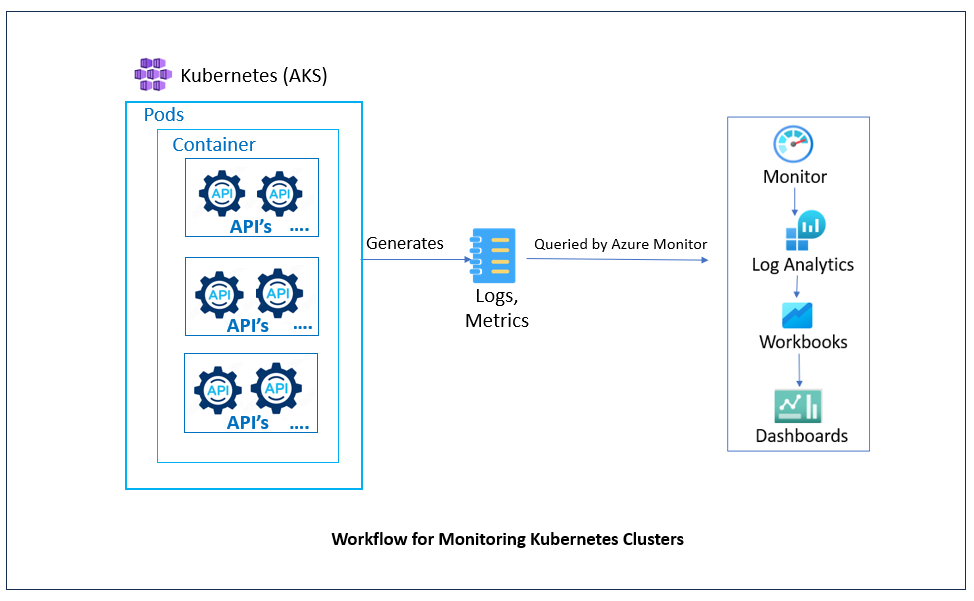 Kubernetes (AKS)
Pods
Container
API API
API's ....
API API
API's ....
API API
API's ....
Generates
Logs,
Metrics
Queried by Azure Monitor
Monitor
Log Analytics
Workbooks
Dashboards
Workflow for Monitoring Kubernetes Clusters